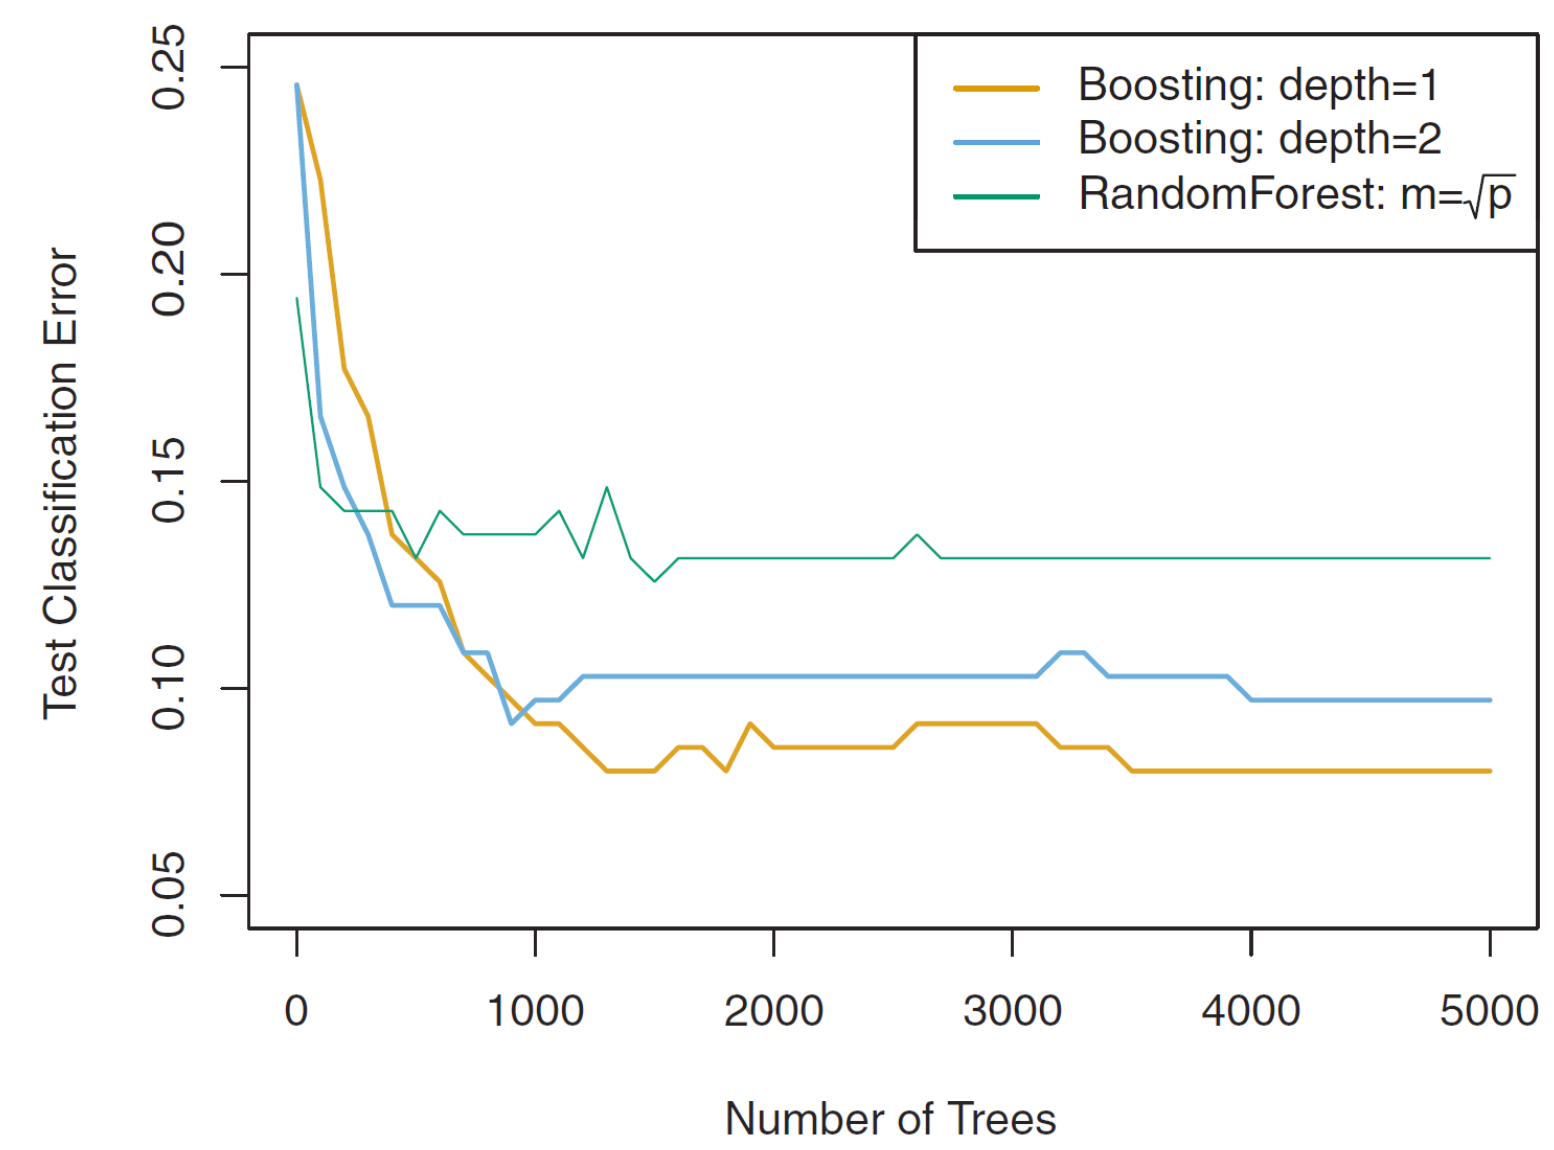 Boosting: depth=1
Boosting: depth=2
RandomForest: m=√p
Test Classification Error
0.25
0.20
0.15
0.10
0.05
0 1000 2000 3000 4000 5000
Number of Trees